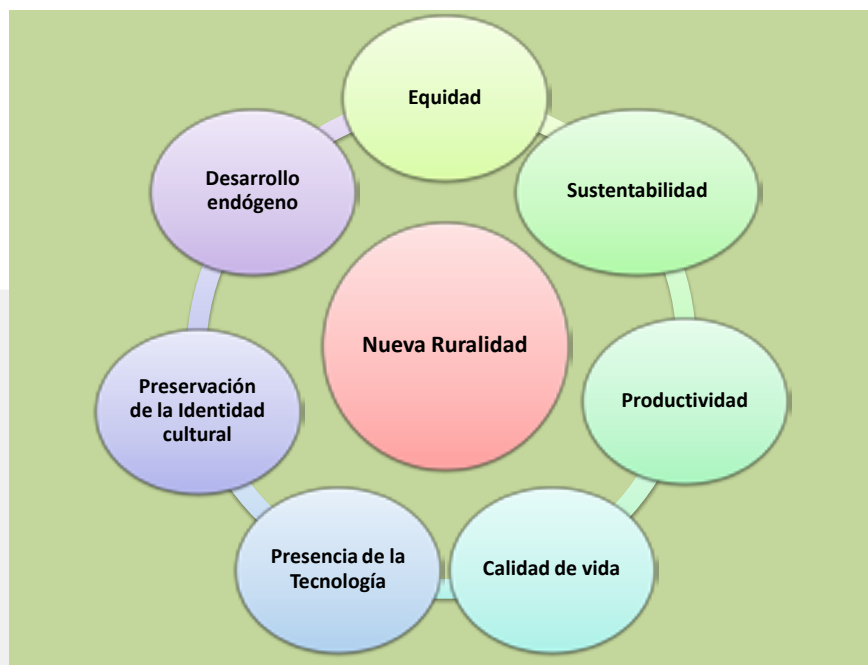 Equidad
Sustentabilidad
Productividad
Calidad de vida
Presencia de la
Tecnología
Preservación
de la Identidad
cultural
Desarrollo
endógeno
Nueva Ruralidad